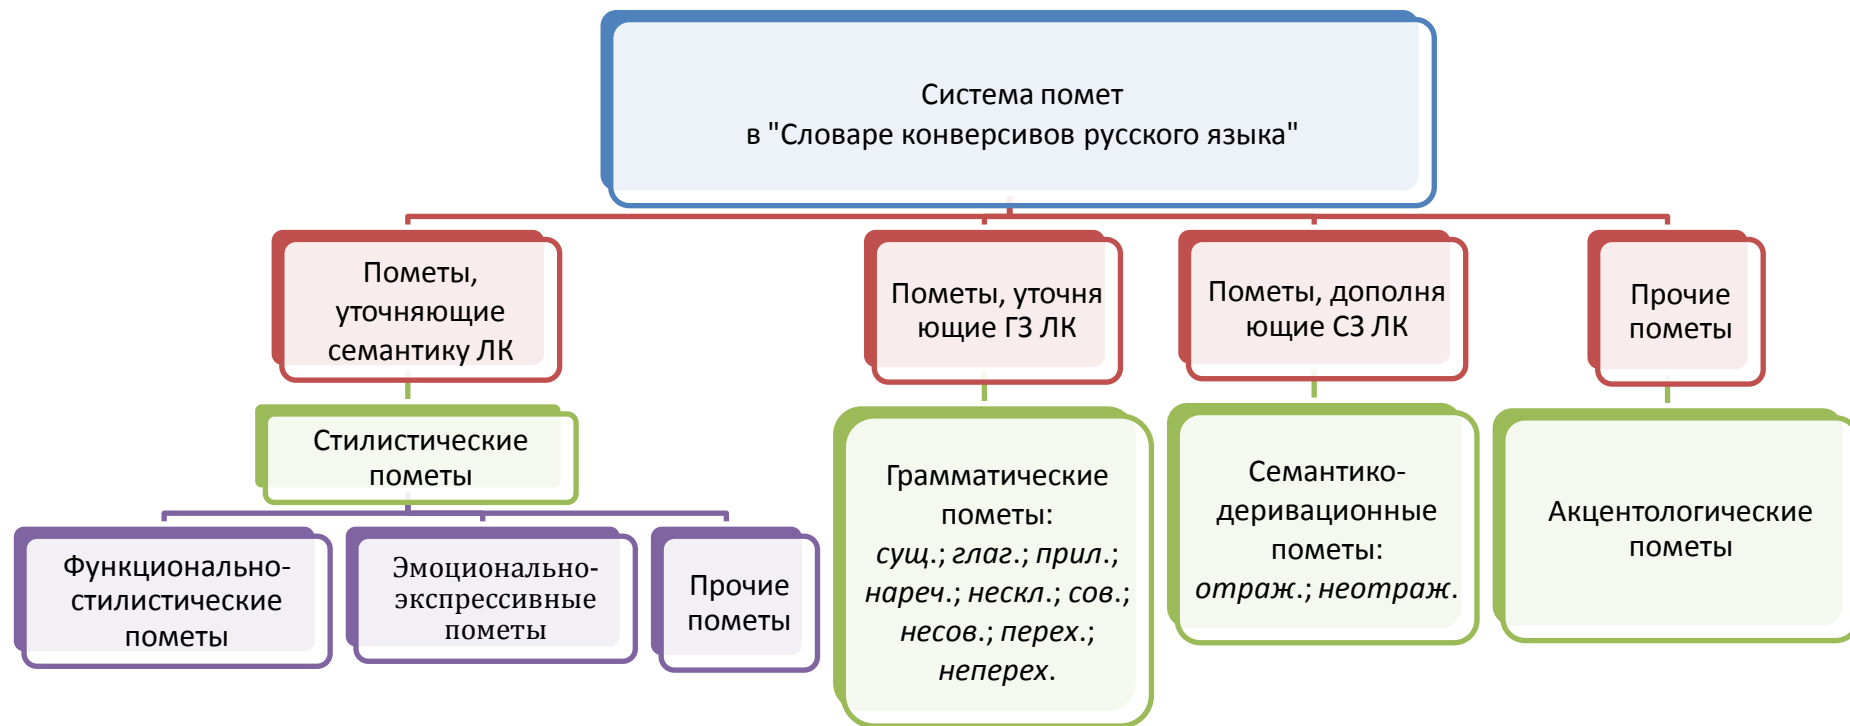 Система помет
в "Словаре конверсивов русского языка"
Пометы,
уточняющие
семантику ЛК
Пометы, уточня
ющие ГЗ ЛК
Пометы, дополня
ющие СЗ ЛК
Прочие
пометы
Стилистические
пометы
Грамматические
пометы:
сущ.; глаг.; прил.;
нареч.; нескл.; сов.;
несов.; перех.;
неперех.
Семантико-
деривационные
пометы:
отраж.; неотраж.
Акцентологические
пометы
Функционально-
стилистические
пометы
Эмоционально-
экспрессивные
пометы
Прочие
пометы